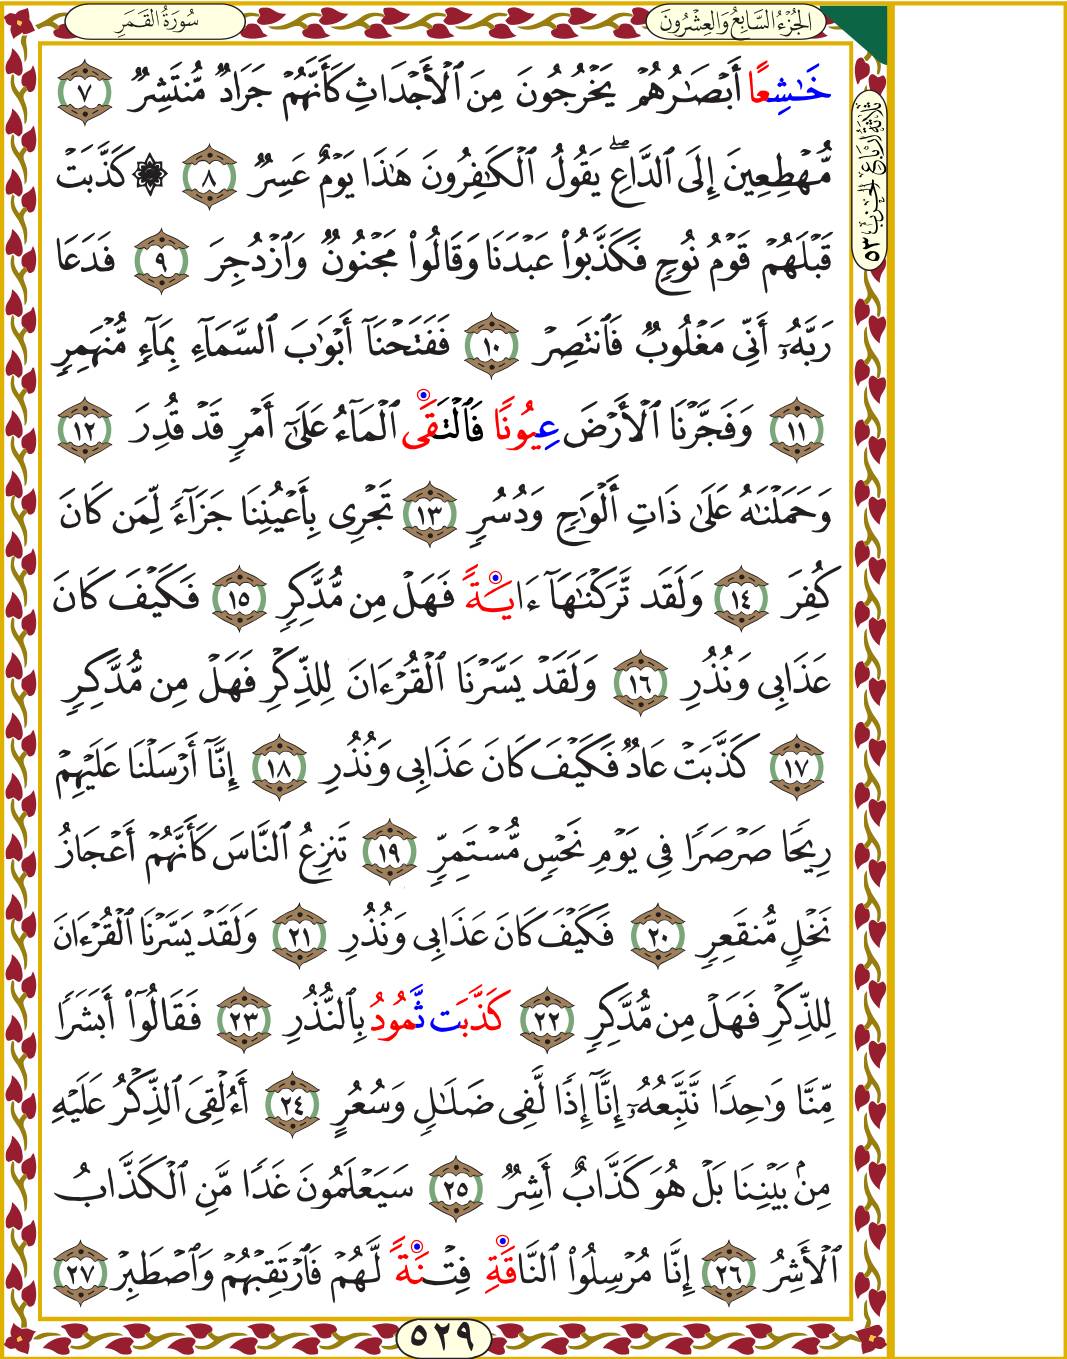 سُورَةُ القَمَرِ
الجُزْءُ السَّابِعُ وَالعِشْرُونَ
ثلاثة أرباع الحزب ٥٣
خَـٰشِعًا أَبْصَـٰرُهُمْ يَخْرُجُونَ مِنَ ٱلْأَجْدَاثِ كَأَنَّهُمْ جَرَادٌ مُّنتَشِرٌ ٧
مُّهْطِعِينَ إِلَى ٱلدَّاعِ ۖ يَقُولُ ٱلْكَـٰفِرُونَ هَـٰذَا يَوْمٌ عَسِرٌ ٨ ۞ كَذَّبَتْ
قَبْلَهُمْ قَوْمُ نُوحٍ فَكَذَّبُوا۟ عَبْدَنَا وَقَالُوا۟ مَجْنُونٌ وَٱزْدُجِرَ ٩ فَدَعَا
رَبَّهُۥٓ أَنِّى مَغْلُوبٌ فَٱنتَصِرْ ١٠ فَفَتَحْنَآ أَبْوَٰبَ ٱلسَّمَآءِ بِمَآءٍ مُّنْهَمِرٍ
١١ وَفَجَّرْنَا ٱلْأَرْضَ عِيُونًا فَٱلْتَقَى ٱلْمَآءُ عَلَىٰٓ أَمْرٍ قَدْ قُدِرَ ١٢
وَحَمَلْنَـٰهُ عَلَىٰ ذَاتِ أَلْوَٰحٍ وَدُسُرٍ ١٣ تَجْرِى بِأَعْيُنِنَا جَزَآءً لِّمَن كَانَ
كُفِرَ ١٤ وَلَقَد تَّرَكْنَـٰهَآ ءَايَةً فَهَلْ مِن مُّدَّكِرٍ ١٥ فَكَيْفَ كَانَ
عَذَابِى وَنُذُرِ ١٦ وَلَقَدْ يَسَّرْنَا ٱلْقُرْءَانَ لِلذِّكْرِ فَهَلْ مِن مُّدَّكِرٍ
١٧ كَذَّبَتْ عَادٌ فَكَيْفَ كَانَ عَذَابِى وَنُذُرِ ١٨ إِنَّآ أَرْسَلْنَا عَلَيْهِمْ
رِيحًا صَرْصَرًا فِى يَوْمِ نَحْسٍ مُّسْتَمِرٍّ ١٩ تَنزِعُ ٱلنَّاسَ كَأَنَّهُمْ أَعْجَازُ
نَخْلٍ مُّنقَعِرٍ ٢٠ فَكَيْفَ كَانَ عَذَابِى وَنُذُرِ ٢١ وَلَقَدْ يَسَّرْنَا ٱلْقُرْءَانَ
لِلذِّكْرِ فَهَلْ مِن مُّدَّكِرٍ ٢٢ كَذَّبَت ثَّمُودُ بِٱلنُّذُرِ ٢٣ فَقَالُوٓا۟ أَبَشَرًا
مِّنَّا وَٰحِدًا نَّتَّبِعُهُۥٓ إِنَّآ إِذًا لَّفِى ضَلَـٰلٍ وَسُعُرٍ ٢٤ أَءُلْقِىَ ٱلذِّكْرُ عَلَيْهِ
مِنۢ بَيْنِنَا بَلْ هُوَ كَذَّابٌ أَشِرٌ ٢٥ سَيَعْلَمُونَ غَدًا مَّنِ ٱلْكَذَّابُ
ٱلْأَشِرُ ٢٦ إِنَّا مُرْسِلُوا۟ ٱلنَّاقَةِ فِتْنَةً لَّهُمْ فَٱرْتَقِبْهُمْ وَٱصْطَبِرْ ٢٧
٥٢٩